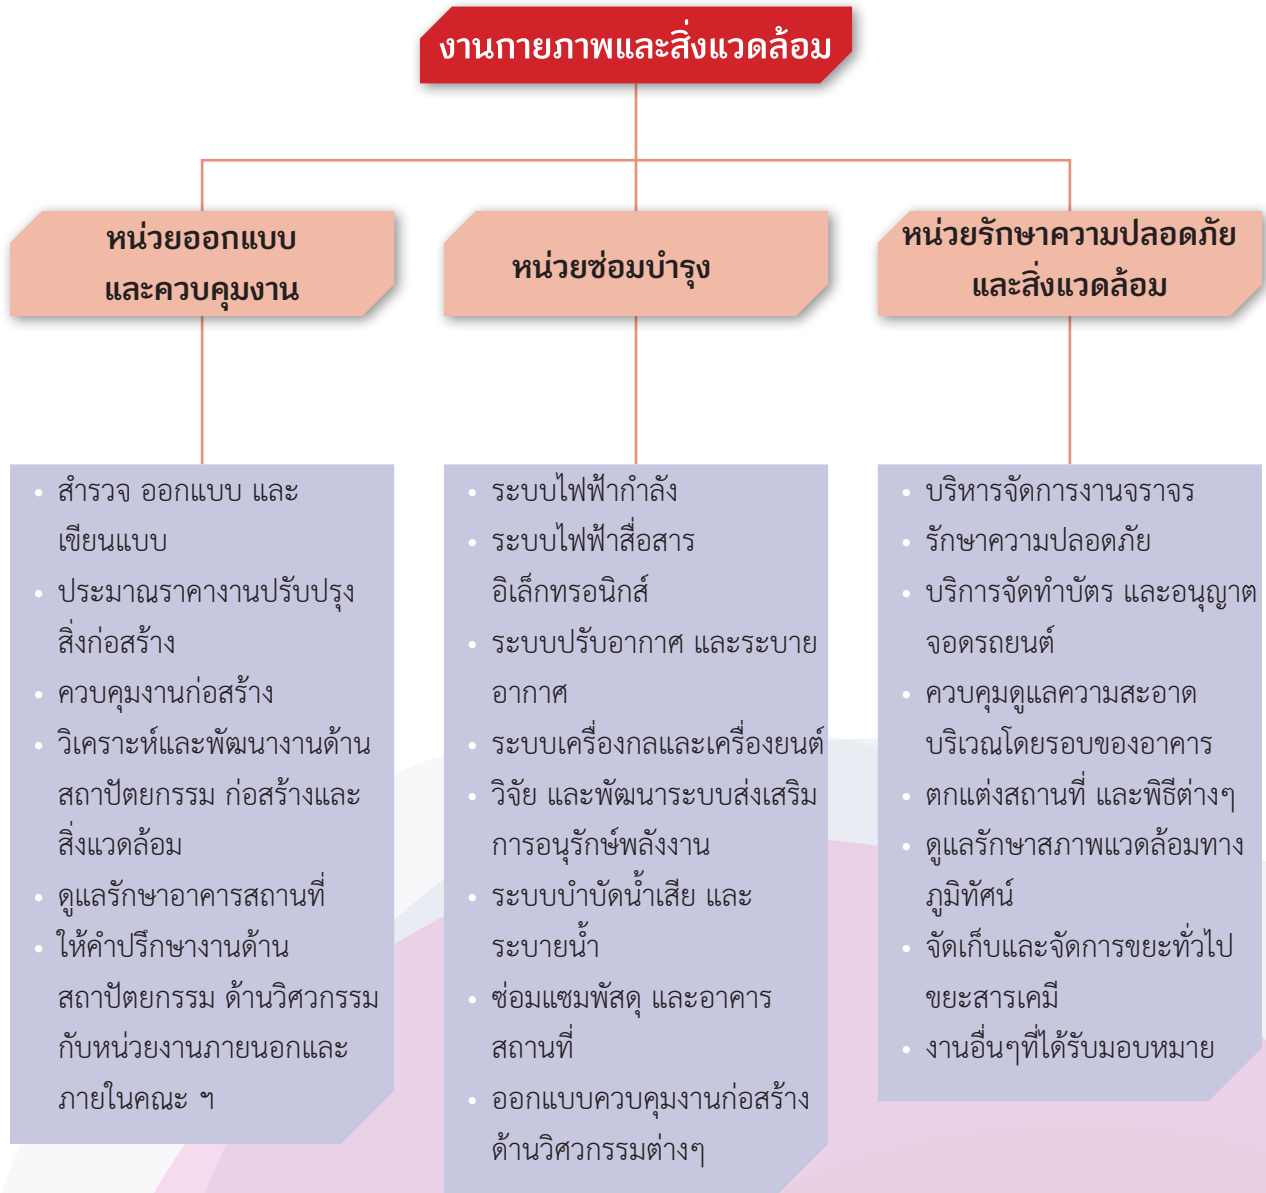 งานกายภาพและสิ่งแวดล้อม
หน่วยออกแบบ
และควบคุมงาน
• สำรวจ ออกแบบ และ
เขียนแบบ
• ประมาณราคางานปรับปรุง
สิ่งก่อสร้าง
• ควบคุมงานก่อสร้าง
• วิเคราะห์และพัฒนางานด้าน
สถาปัตยกรรม ก่อสร้างและ
สิ่งแวดล้อม
• ดูแลรักษาอาคารสถานที่
• ให้คำปรึกษางานด้าน
สถาปัตยกรรม ด้านวิศวกรรม
กับหน่วยงานภายนอกและ
ภายในคณะ ฯ
หน่วยซ่อมบำรุง
• ระบบไฟฟ้ากำลัง
• ระบบไฟฟ้าสื่อสาร
อิเล็กทรอนิกส์
• ระบบปรับอากาศ และระบาย
อากาศ
• ระบบเครื่องกลและเครื่องยนต์
• วิจัย และพัฒนาระบบส่งเสริม
การอนุรักษ์พลังงาน
• ระบบบำบัดน้ำเสีย และ
ระบายน้ำ
• ซ่อมแซมพัสดุ และอาคาร
สถานที่
• ออกแบบควบคุมงานก่อสร้าง
ด้านวิศวกรรมต่างๆ
หน่วยรักษาความปลอดภัย
และสิ่งแวดล้อม
• บริหารจัดการงานจราจร
• รักษาความปลอดภัย
• บริการจัดทำบัตร และอนุญาต
จอดรถยนต์
• ควบคุมดูแลความสะอาด
บริเวณโดยรอบของอาคาร
• ตกแต่งสถานที่ และพิธีต่างๆ
• ดูแลรักษาสภาพแวดล้อมทาง
ภูมิทัศน์
• จัดเก็บและจัดการขยะทั่วไป
ขยะสารเคมี
• งานอื่นๆที่ได้รับมอบหมาย